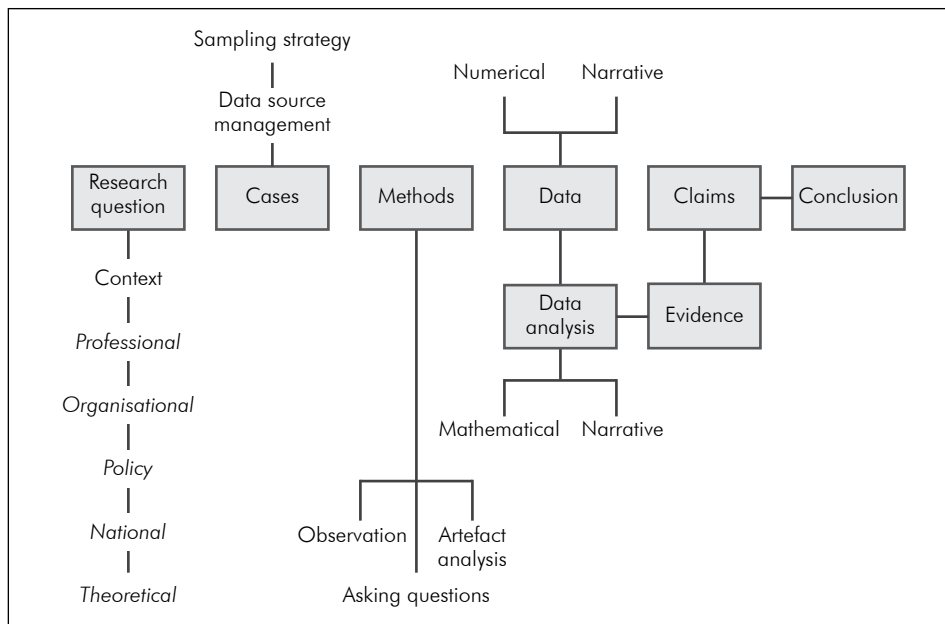 Sampling strategy
Numerical
Narrative
Data source
management
Research
question
Cases
Methods
Data
Claims
Conclusion
Context
Data
analysis
Evidence
Professional
Organisational
Mathematical
Narrative
Policy
National
Observation
Artefact
analysis
Theoretical
Asking questions